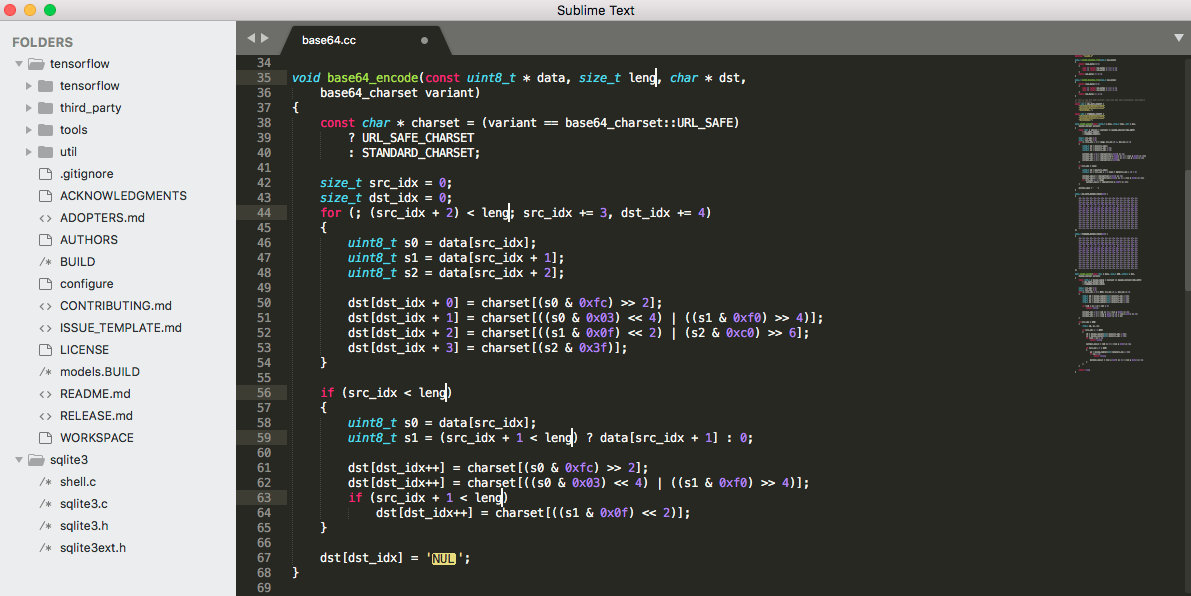 Sublime Text
FOLDERS
tensorflow
tensorflow
third_party
tools
util
.gitignore
ACKNOWLEDGMENTS
<> ADOPTERS.md
AUTHORS
/* BUILD
configure
<> CONTRIBUTING.md
<> ISSUE_TEMPLATE.md
LICENSE
/* models.BUILD
<> README.md
<> RELEASE.md
WORKSPACE
sqlite3
/* shell.c
/* sqlite3.c
/* sqlite3.h
/* sqlite3ext.h
base64.cc
34
35 void base64_encode(const uint8_t * data, size_t leng, char * dst,
36     base64_charset variant)
37 {
38     const char * charset = (variant == base64_charset::URL_SAFE)
39         ? URL_SAFE_CHARSET
40         : STANDARD_CHARSET;
41
42     size_t src_idx = 0;
43     size_t dst_idx = 0;
44     for (; (src_idx + 2) < leng; src_idx += 3, dst_idx += 4)
45     {
46         uint8_t s0 = data[src_idx];
47         uint8_t s1 = data[src_idx + 1];
48         uint8_t s2 = data[src_idx + 2];
49
50         dst[dst_idx + 0] = charset[(s0 & 0xfc) >> 2];
51         dst[dst_idx + 1] = charset[((s0 & 0x03) << 4) | ((s1 & 0xf0) >> 4)];
52         dst[dst_idx + 2] = charset[((s1 & 0x0f) << 2) | (s2 & 0xc0) >> 6];
53         dst[dst_idx + 3] = charset[(s2 & 0x3f)];
54     }
55
56     if (src_idx < leng)
57     {
58         uint8_t s0 = data[src_idx];
59         uint8_t s1 = (src_idx + 1 < leng) ? data[src_idx + 1] : 0;
60
61         dst[dst_idx++] = charset[(s0 & 0xfc) >> 2];
62         dst[dst_idx++] = charset[((s0 & 0x03) << 4) | ((s1 & 0xf0) >> 4)];
63         if (src_idx + 1 < leng)
64             dst[dst_idx++] = charset[((s1 & 0x0f) << 2)];
65     }
66
67     dst[dst_idx] = 'NUL';
68 }
69